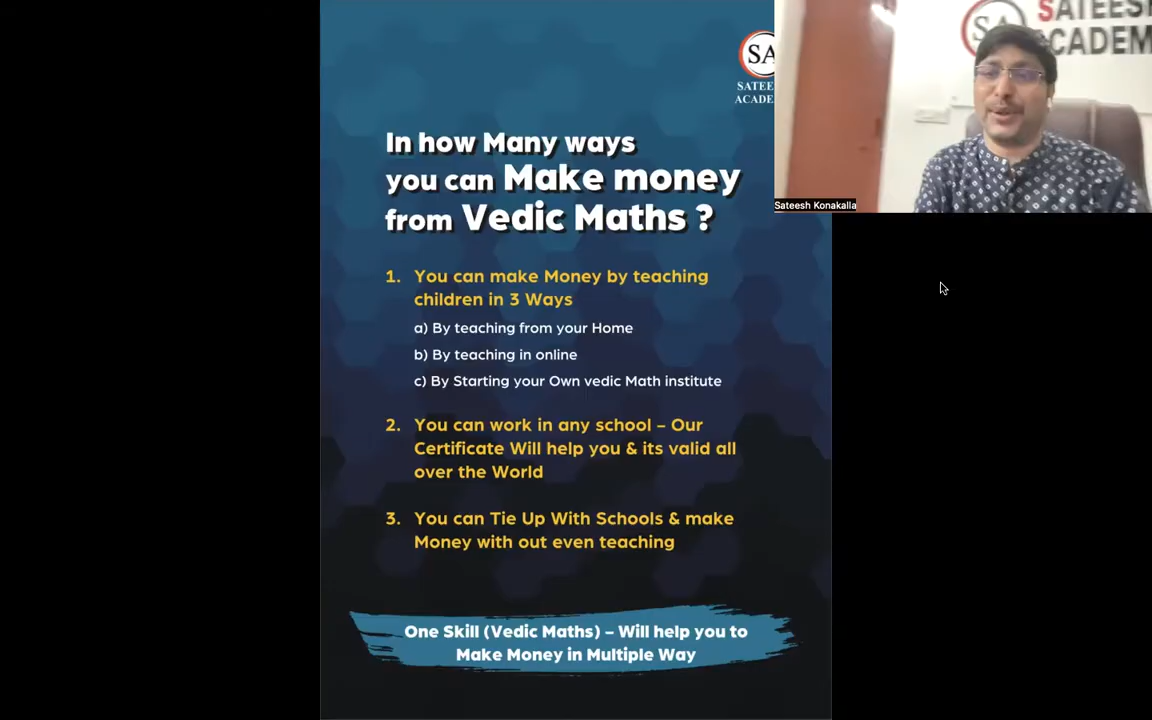 SA
SATEE
ACADE
In how Many ways
you can Make money
from Vedic Maths ?
1. You can make Money by teaching
children in 3 Ways
a) By teaching from your Home
b) By teaching in online
c) By Starting your Own vedic Math institute
2. You can work in any school - Our
Certificate Will help you & its valid all
over the World
3. You can Tie Up With Schools & make
Money with out even teaching
One Skill (Vedic Maths) - Will help you to
Make Money in Multiple Way
SA
SATEESH
CADEM
Sateesh Konakalla